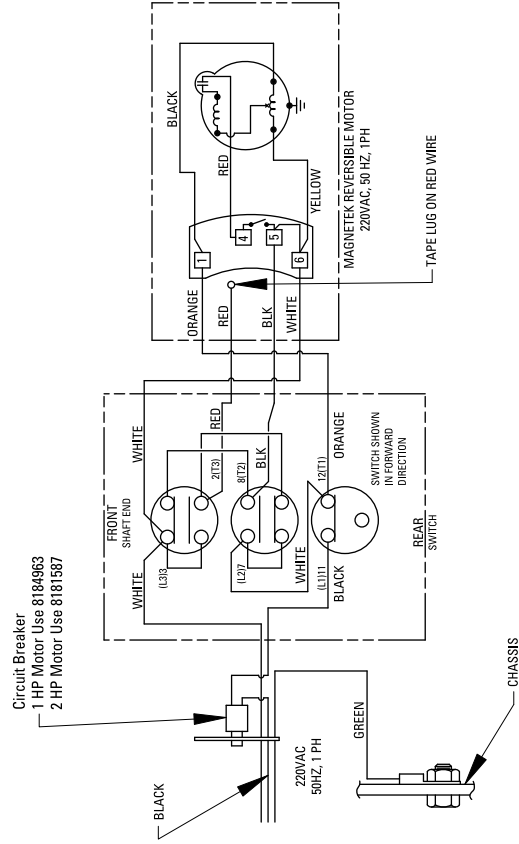 Circuit Breaker
1 HP Motor Use 8184963
2 HP Motor Use 8181587
BLACK
220VAC
50HZ, 1 PH
GREEN
CHASSIS
FRONT
SHAFT END
WHITE
WHITE
(L3)3
2(T3)
RED
8(T2)
BLK
(L2)7
WHITE
12(T1)
(L1)11
BLACK
ORANGE
SWITCH SHOWN
IN FORWARD
DIRECTION
REAR
SWITCH
ORANGE
RED
BLK
WHITE
TAPE LUG ON RED WIRE
1
4
5
6
BLACK
RED
YELLOW
MAGNETEK REVERSIBLE MOTOR
220VAC, 50 HZ, 1PH